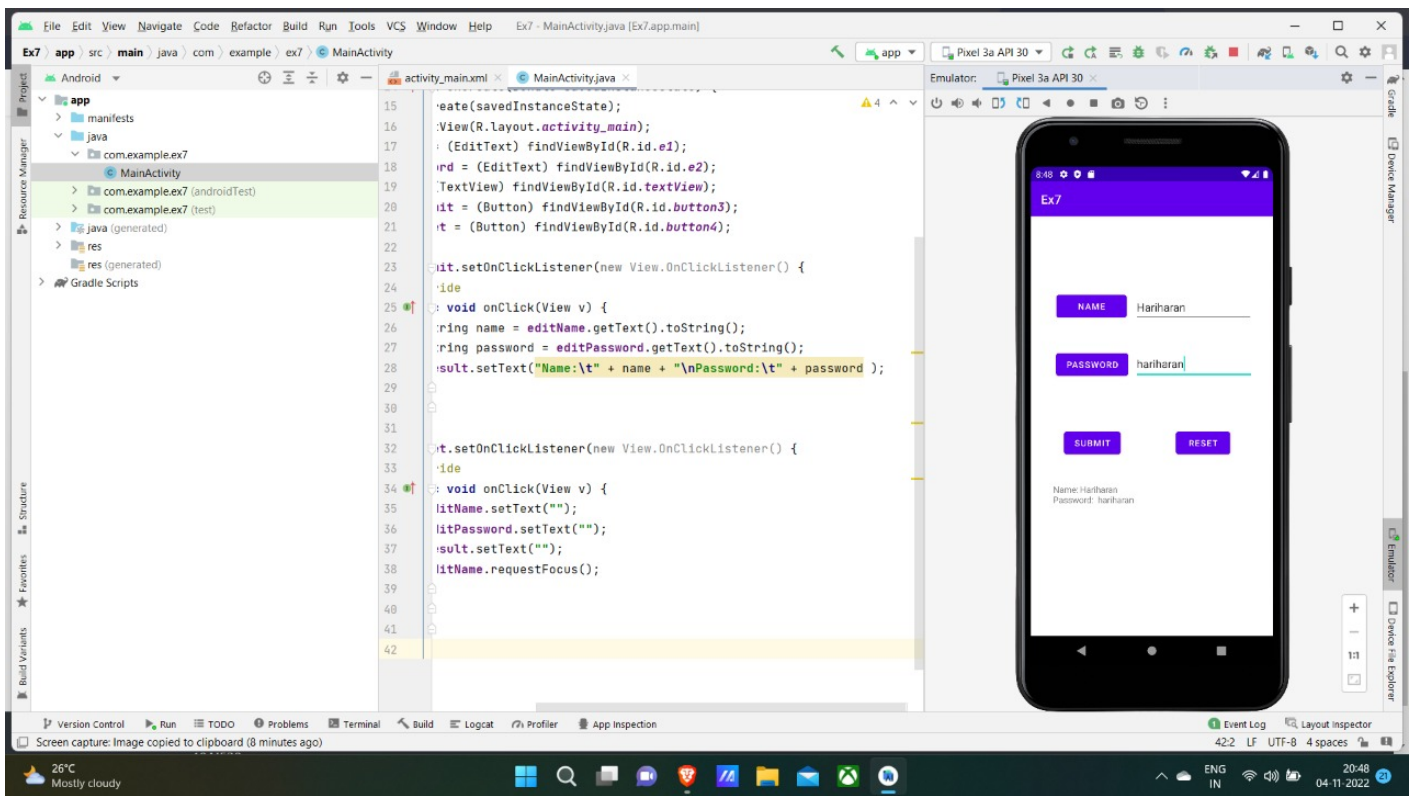 File Edit View Navigate Code Refactor Build Run Tools VCS Window Help Ex7 - MainActivity.java [Ex7.app.main]
Ex7 app src main java com example ex7 MainActivity app Pixel 3a API 30
Android
activity_main.xml MainActivity.java
Emulator: Pixel 3a API 30
Project
Resource Manager
Structure
Favorites
Build Variants
app
manifests
java
com.example.ex7
MainActivity
com.example.ex7 (androidTest)
com.example.ex7 (test)
java (generated)
res
res (generated)
Gradle Scripts
4
15 reate(savedInstanceState);
16 View(R.layout.activity_main);
17 (EditText) findViewById(R.id.e1);
18 rd = (EditText) findViewById(R.id.e2);
19 TextView) findViewById(R.id.textView);
20 it = (Button) findViewById(R.id.button3);
21 t = (Button) findViewById(R.id.button4);
22
23 it.setOnClickListener(new View.OnClickListener() {
24 ide
25 void onClick(View v) {
26 ring name = editName.getText().toString();
27 ring password = editPassword.getText().toString();
28 sult.setText("Name:\t" + name + "\nPassword:\t" + password );
29
30
31
32 t.setOnClickListener(new View.OnClickListener() {
33 ide
34 void onClick(View v) {
35 itName.setText("");
36 itPassword.setText("");
37 sult.setText("");
38 itName.requestFocus();
39
40
41
42
8:48
Ex7
NAME Hariharan
PASSWORD hariharan
SUBMIT RESET
Name: Hariharan
Password: hariharan
1:1
Gradle
Device Manager
Emulator
Device File Explorer
Version Control Run TODO Problems Terminal Build Logcat Profiler App Inspection 1 Event Log Layout Inspector
Screen capture: Image copied to clipboard (8 minutes ago) 42:2 LF UTF-8 4 spaces
26°C
Mostly cloudy
ENG
IN
20:48
04-11-2022
21